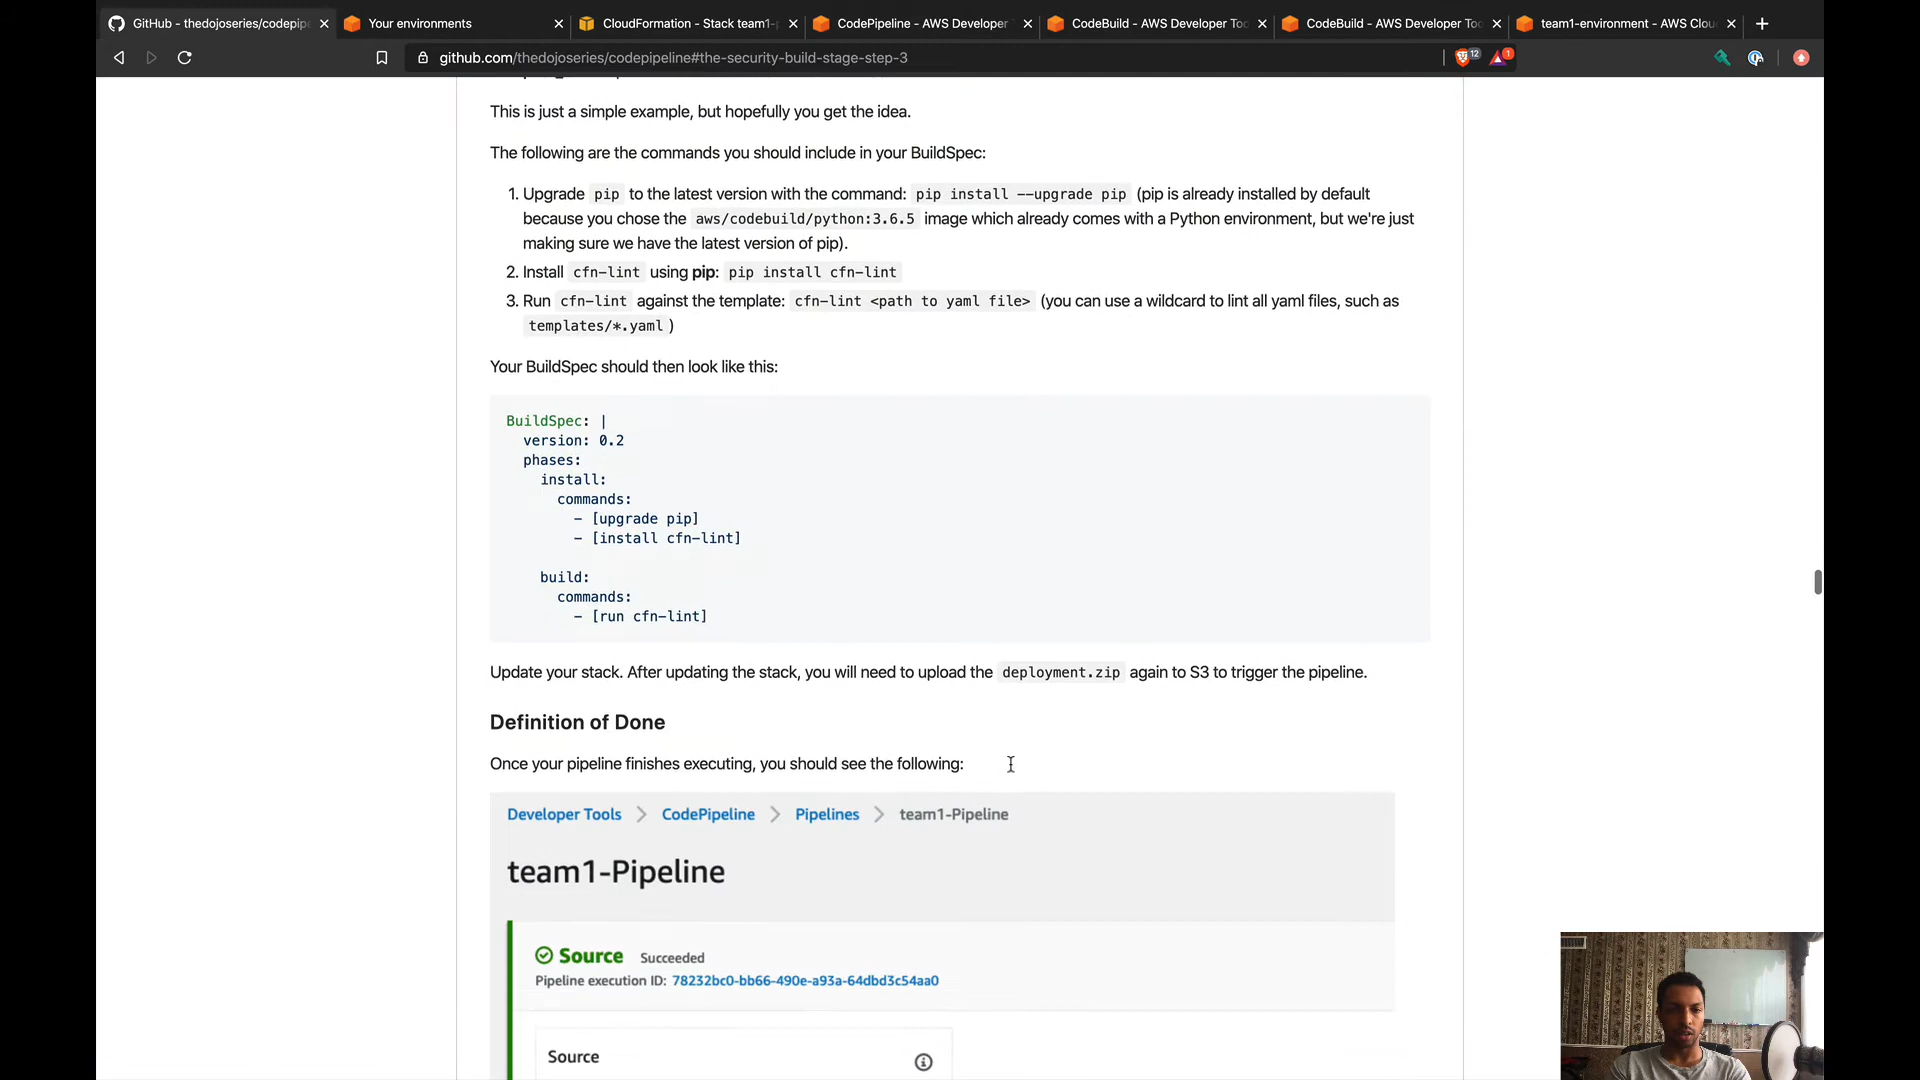 GitHub - thedojoseries/codepip
Your environments
CloudFormation - Stack team1-
CodePipeline - AWS Developer
CodeBuild - AWS Developer Too
CodeBuild - AWS Developer Too
team1-environment - AWS Clou
github.com/thedojoseries/codepipeline#the-security-build-stage-step-3
12
1
This is just a simple example, but hopefully you get the idea.
The following are the commands you should include in your BuildSpec:
1. Upgrade pip to the latest version with the command: pip install --upgrade pip (pip is already installed by default
because you chose the aws/codebuild/python:3.6.5 image which already comes with a Python environment, but we're just
making sure we have the latest version of pip).
2. Install cfn-lint using pip: pip install cfn-lint
3. Run cfn-lint against the template: cfn-lint <path to yaml file> (you can use a wildcard to lint all yaml files, such as
templates/*.yaml )
Your BuildSpec should then look like this:
BuildSpec: |
version: 0.2
phases:
install:
commands:
- [upgrade pip]
- [install cfn-lint]
build:
commands:
- [run cfn-lint]
Update your stack. After updating the stack, you will need to upload the deployment.zip again to S3 to trigger the pipeline.
Definition of Done
Once your pipeline finishes executing, you should see the following:
Developer Tools > CodePipeline > Pipelines > team1-Pipeline
team1-Pipeline
Source Succeeded
Pipeline execution ID: 78232bc0-bb66-490e-a93a-64dbd3c54aa0
Source